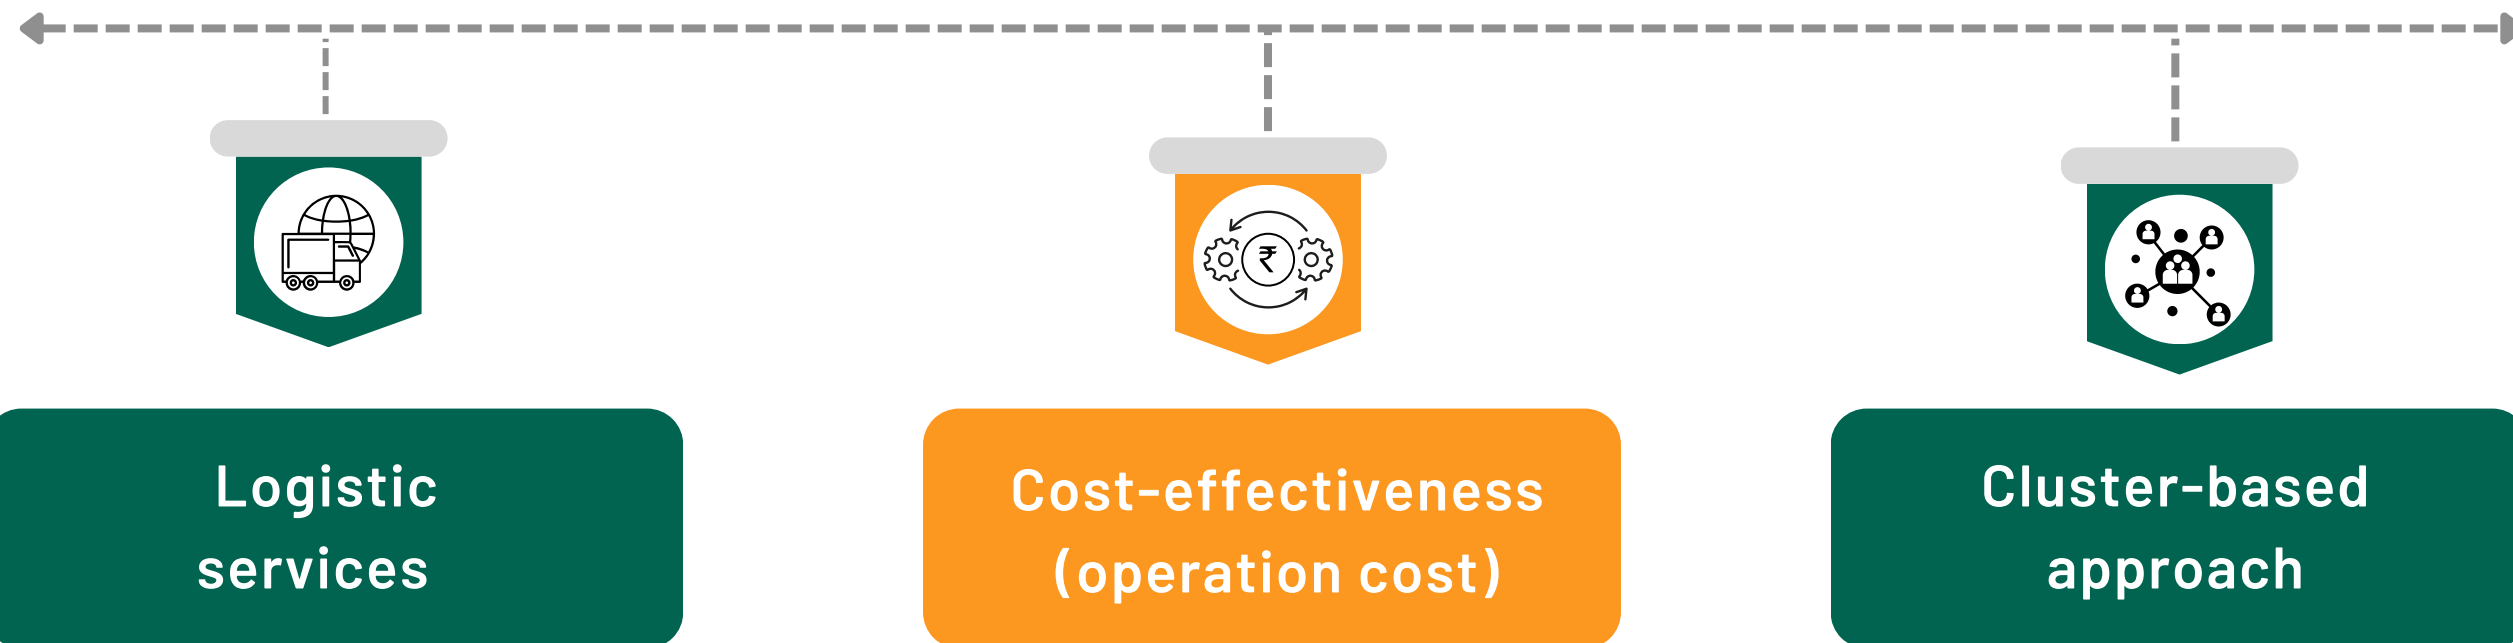 Logistic
services
Cost-effectiveness
(operation cost)
Cluster-based
approach
₹